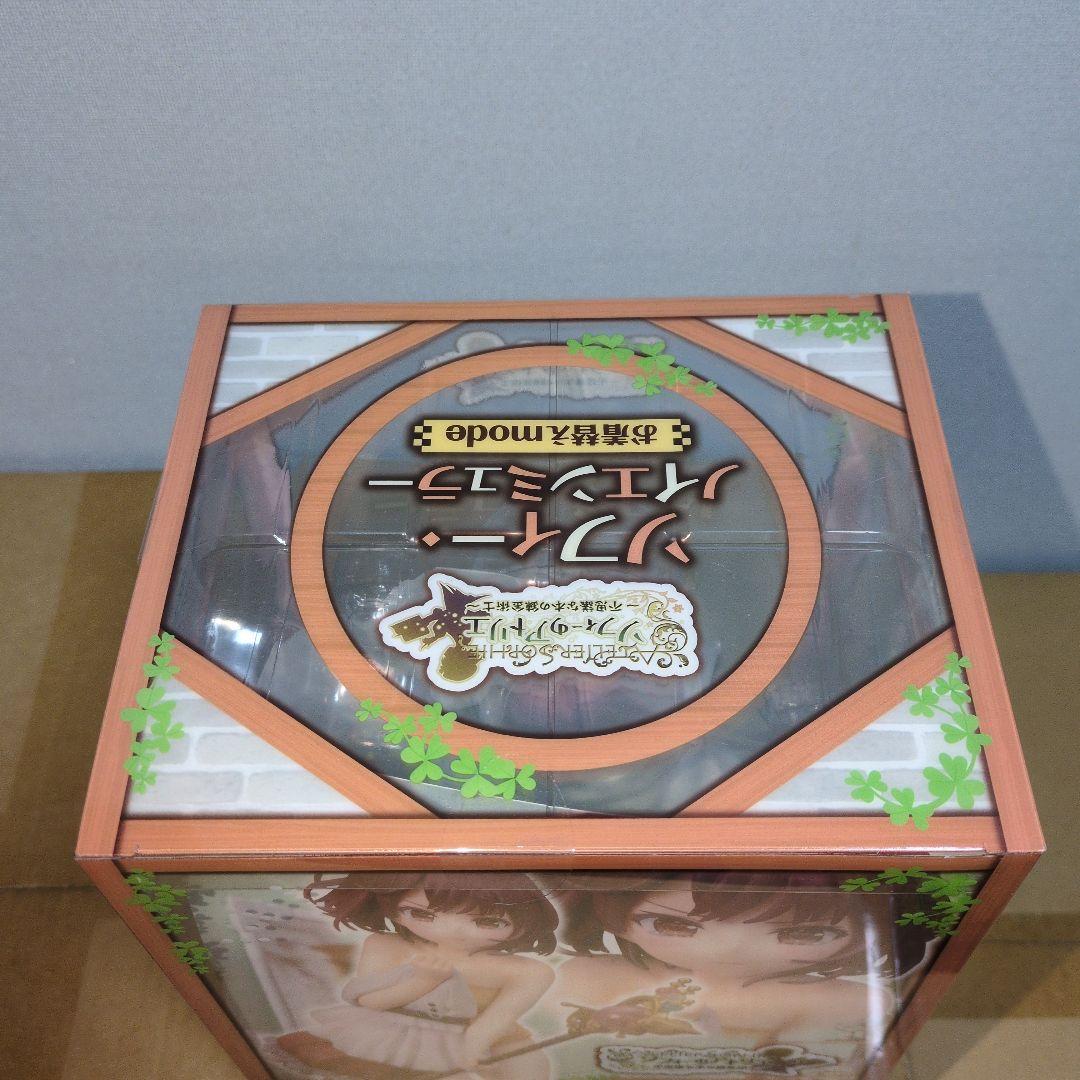 ATELIER SOPHIE
ソフィーのアトリエ
～不思議な本の錬金術士～
ソフィー・
ノイエンミュラー
お着替えmode